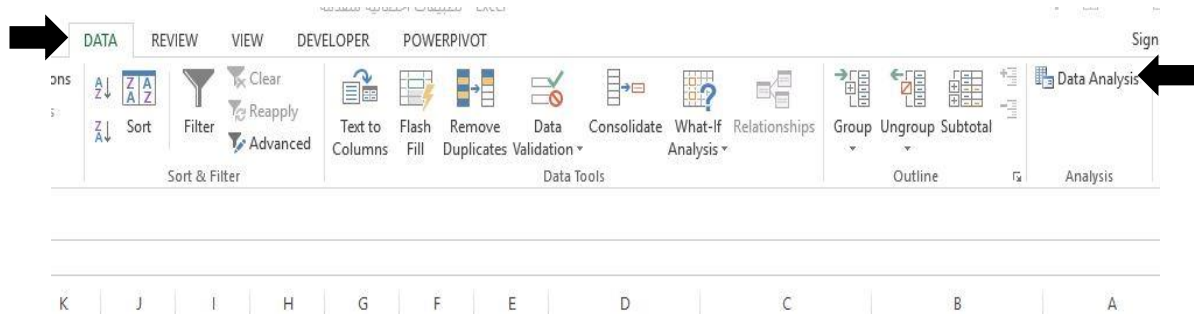 DATA REVIEW VIEW DEVELOPER POWERPIVOT Sign
ons Clear Data Analysis
Reapply
Sort Filter Text to Flash Remove Data Consolidate What-If Relationships Group Ungroup Subtotal
Advanced Columns Fill Duplicates Validation Analysis
Sort & Filter Data Tools Outline Analysis
K J I H G F E D C B A